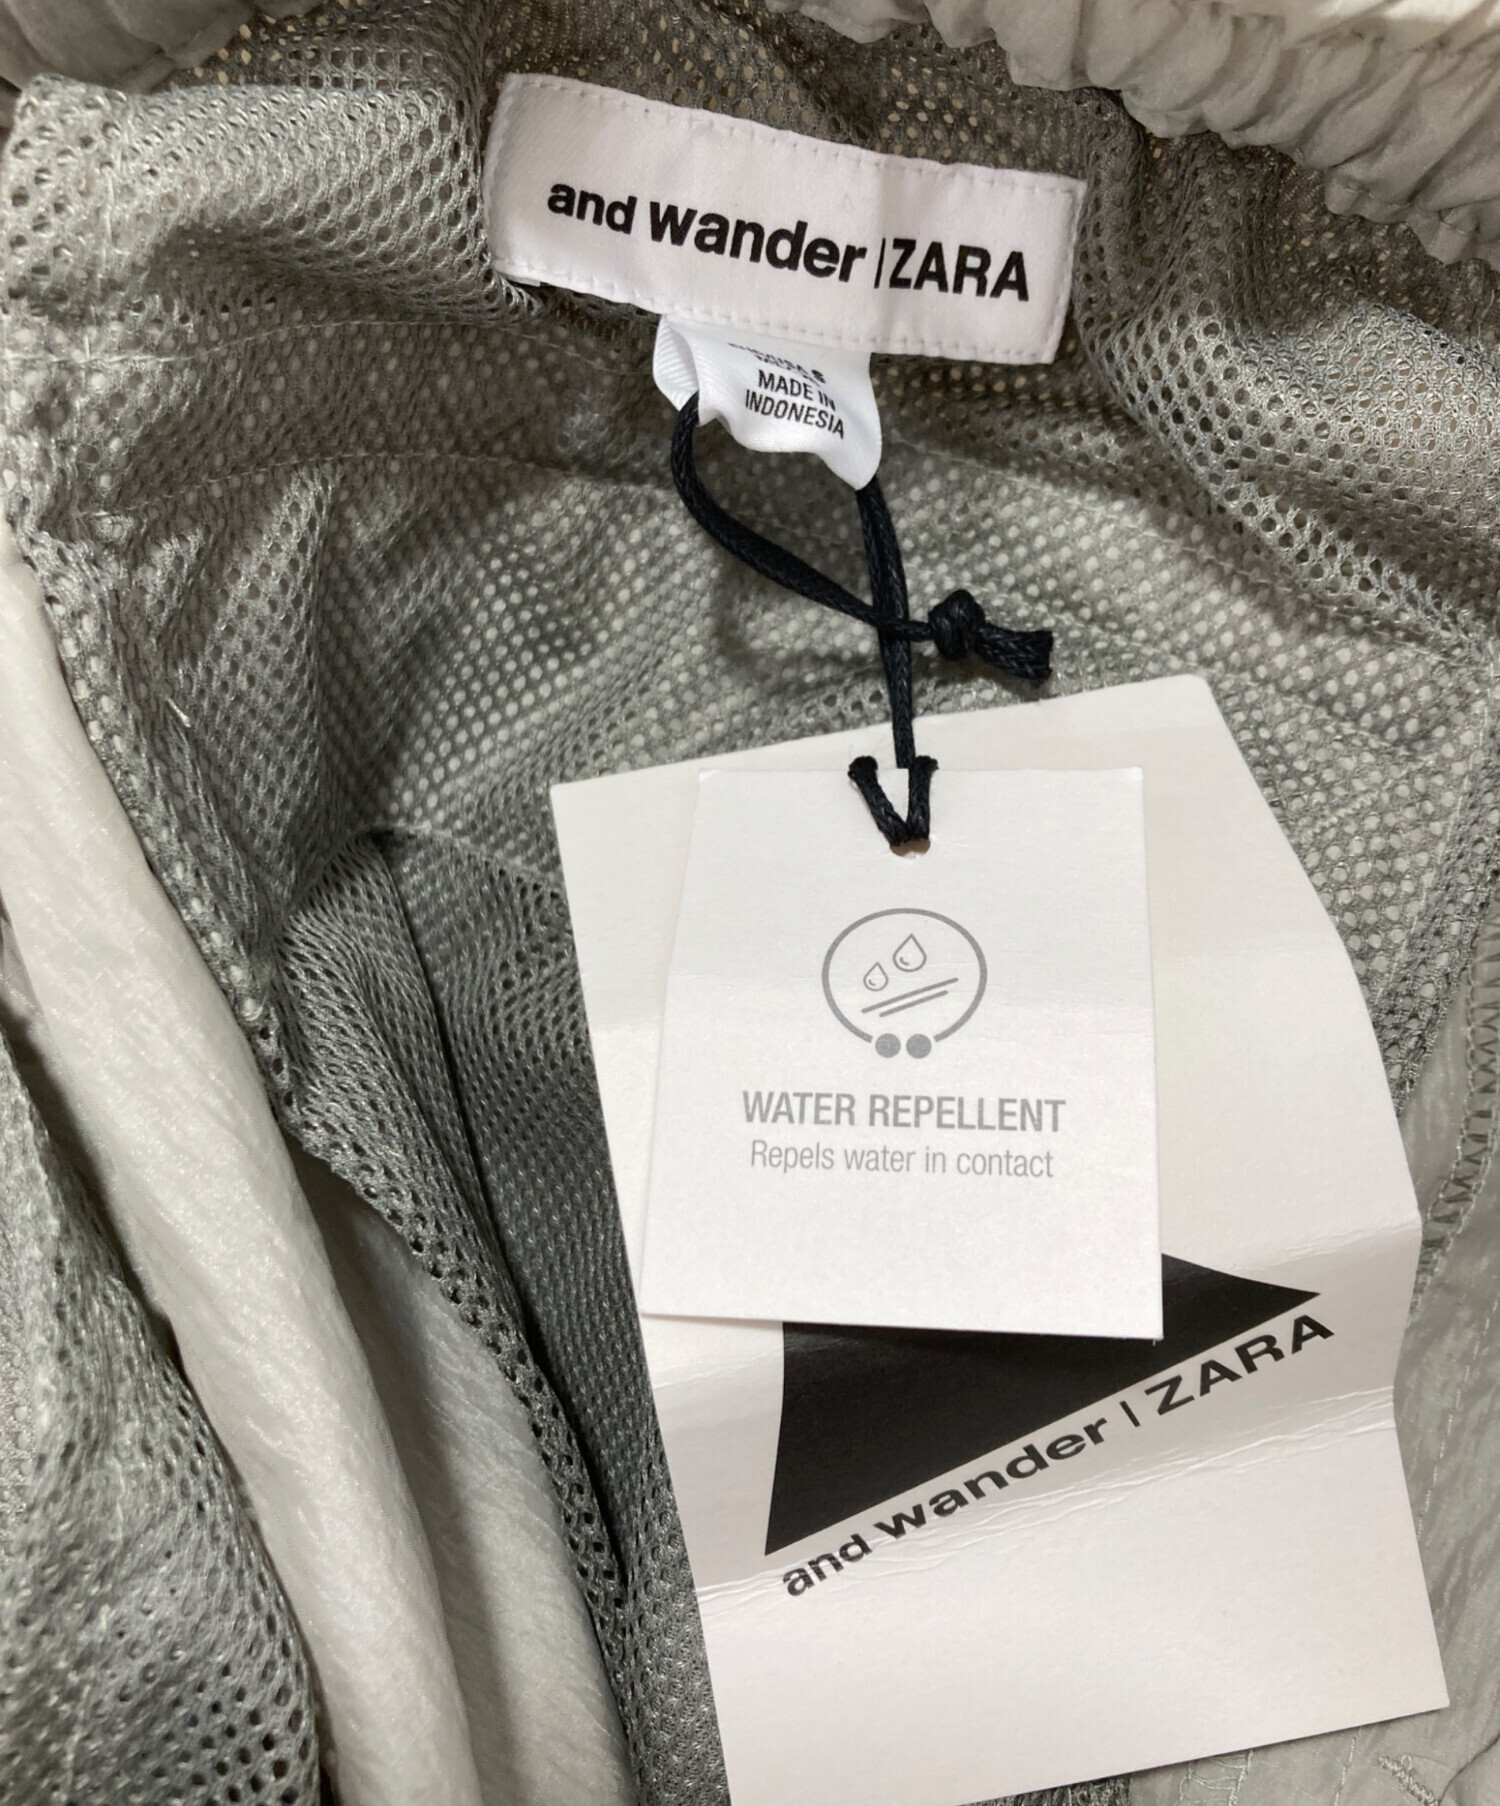 and wander | ZARA
MADE IN
INDONESIA
WATER REPELLENT
Repels water in contact
and wander | ZARA